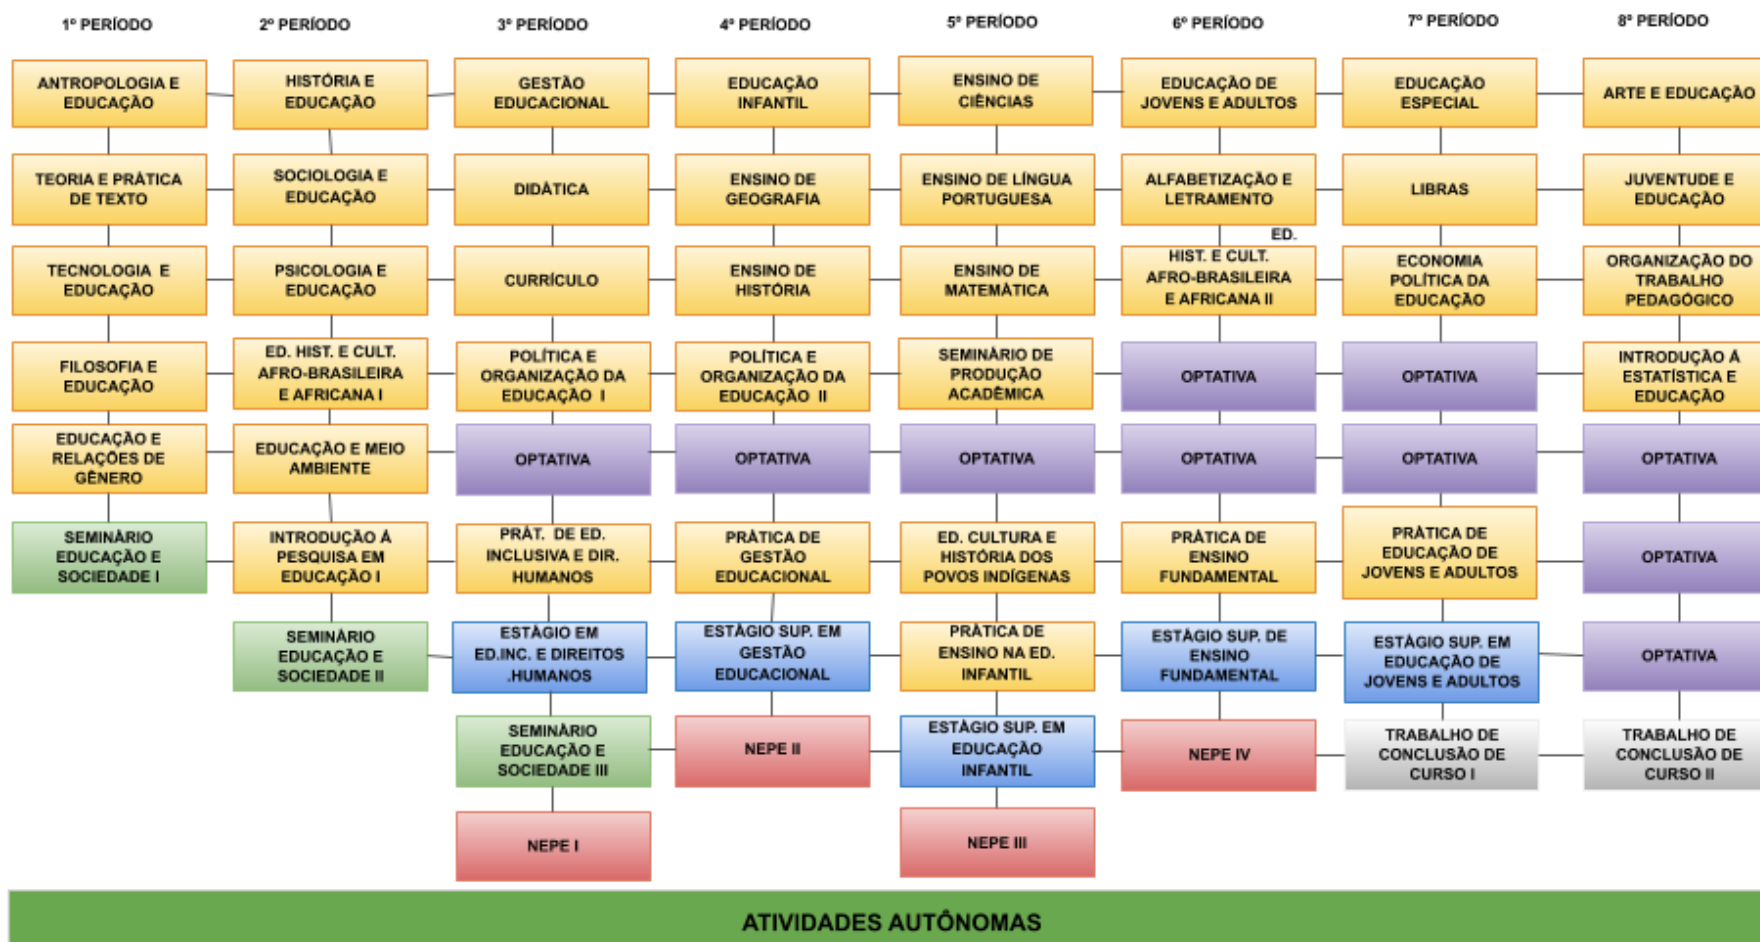 1º PERÍODO
2º PERÍODO
3º PERÍODO
4º PERÍODO
5º PERÍODO
6º PERÍODO
7º PERÍODO
8º PERÍODO
ANTROPOLOGIA E
EDUCAÇÃO
HISTÓRIA E
EDUCAÇÃO
GESTÃO
EDUCACIONAL
EDUCAÇÃO
INFANTIL
ENSINO DE
CIÊNCIAS
EDUCAÇÃO DE
JOVENS E ADULTOS
EDUCAÇÃO
ESPECIAL
ARTE E EDUCAÇÃO
TEORIA E PRÁTICA
DE TEXTO
SOCIOLOGIA E
EDUCAÇÃO
DIDÁTICA
ENSINO DE
GEOGRAFIA
ENSINO DE LÍNGUA
PORTUGUESA
ALFABETIZAÇÃO E
LETRAMENTO
LIBRAS
JUVENTUDE E
EDUCAÇÃO
TECNOLOGIA E
EDUCAÇÃO
PSICOLOGIA E
EDUCAÇÃO
CURRÍCULO
ENSINO DE
HISTÓRIA
ENSINO DE
MATEMÁTICA
ED.
HIST. E CULT.
AFRO-BRASILEIRA
E AFRICANA II
ECONOMIA
POLÍTICA DA
EDUCAÇÃO
ORGANIZAÇÃO DO
TRABALHO
PEDAGÓGICO
FILOSOFIA E
EDUCAÇÃO
ED. HIST. E CULT.
AFRO-BRASILEIRA
E AFRICANA I
POLÍTICA E
ORGANIZAÇÃO DA
EDUCAÇÃO I
POLÍTICA E
ORGANIZAÇÃO DA
EDUCAÇÃO II
SEMINÁRIO DE
PRODUÇÃO
ACADÊMICA
OPTATIVA
OPTATIVA
INTRODUÇÃO Á
ESTATÍSTICA E
EDUCAÇÃO
EDUCAÇÃO E
RELAÇÕES DE
GÊNERO
EDUCAÇÃO E MEIO
AMBIENTE
OPTATIVA
OPTATIVA
OPTATIVA
OPTATIVA
OPTATIVA
OPTATIVA
SEMINÁRIO
EDUCAÇÃO E
SOCIEDADE I
INTRODUÇÃO Á
PESQUISA EM
EDUCAÇÃO I
PRÁT. DE ED.
INCLUSIVA E DIR.
HUMANOS
PRÁTICA DE
GESTÃO
EDUCACIONAL
ED. CULTURA E
HISTÓRIA DOS
POVOS INDÍGENAS
PRÁTICA DE
ENSINO
FUNDAMENTAL
PRÁTICA DE
EDUCAÇÃO DE
JOVENS E ADULTOS
OPTATIVA
SEMINÁRIO
EDUCAÇÃO E
SOCIEDADE II
ESTÁGIO EM
ED.INC. E DIREITOS
.HUMANOS
ESTÁGIO SUP. EM
GESTÃO
EDUCACIONAL
PRÁTICA DE
ENSINO NA ED.
INFANTIL
ESTÁGIO SUP. DE
ENSINO
FUNDAMENTAL
ESTÁGIO SUP. EM
EDUCAÇÃO DE
JOVENS E ADULTOS
OPTATIVA
SEMINÁRIO
EDUCAÇÃO E
SOCIEDADE III
NEPE II
ESTÁGIO SUP. EM
EDUCAÇÃO
INFANTIL
NEPE IV
TRABALHO DE
CONCLUSÃO DE
CURSO I
TRABALHO DE
CONCLUSÃO DE
CURSO II
NEPE I
NEPE III
ATIVIDADES AUTÔNOMAS